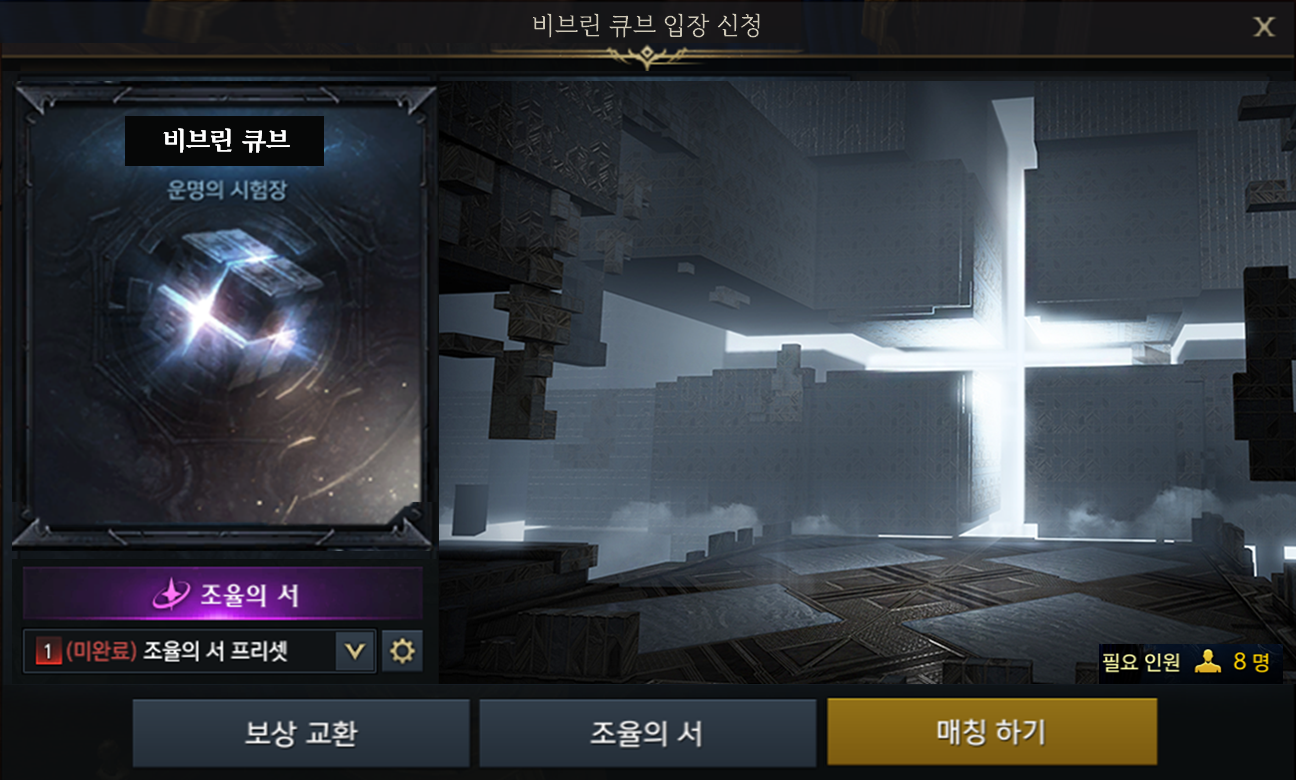 비브린 큐브 입장 신청
X
비브린 큐브
운명의 시험장
조율의 서
1 (미완료) 조율의 서 프리셋
필요 인원 8 명
보상 교환
조율의 서
매칭 하기